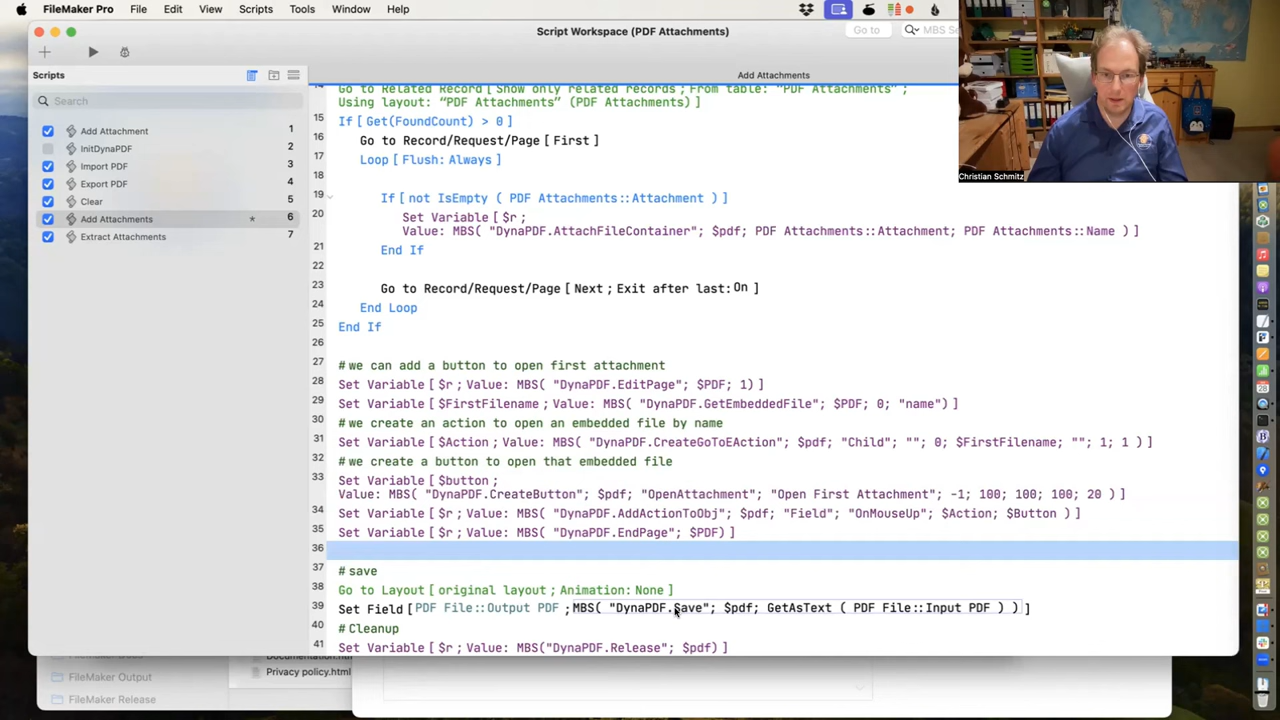 FileMaker Pro File Edit View Scripts Tools Window Help
Script Workspace (PDF Attachments)
Go to
MBS Se
Scripts
Add Attachments
Search
Add Attachment 1
InitDynaPDF 2
Import PDF 3
Export PDF 4
Clear 5
Add Attachments * 6
Extract Attachments 7
Christian Schmitz
14 Go to Related Record [ Show only related records ; From table: “PDF Attachments” ;
Using layout: “PDF Attachments” (PDF Attachments) ]
15 If [ Get(FoundCount) > 0 ]
16 Go to Record/Request/Page [ First ]
17 Loop [ Flush: Always ]
18
19 If [ not IsEmpty ( PDF Attachments::Attachment ) ]
20 Set Variable [ $r ;
Value: MBS( "DynaPDF.AttachFileContainer"; $pdf; PDF Attachments::Attachment; PDF Attachments::Name ) ]
21 End If
22
23 Go to Record/Request/Page [ Next ; Exit after last: On ]
24 End Loop
25 End If
26
27 # we can add a button to open first attachment
28 Set Variable [ $r ; Value: MBS( "DynaPDF.EditPage"; $PDF; 1) ]
29 Set Variable [ $FirstFilename ; Value: MBS( "DynaPDF.GetEmbeddedFile"; $PDF; 0; "name") ]
30 # we create an action to open an embedded file by name
31 Set Variable [ $Action ; Value: MBS( "DynaPDF.CreateGoToEAction"; $pdf; "Child"; ""; 0; $FirstFilename; ""; 1; 1 ) ]
32 # we create a button to open that embedded file
33 Set Variable [ $button ;
Value: MBS( "DynaPDF.CreateButton"; $pdf; "OpenAttachment"; "Open First Attachment"; -1; 100; 100; 100; 20 ) ]
34 Set Variable [ $r ; Value: MBS( "DynaPDF.AddActionToObj"; $pdf; "Field"; "OnMouseUp"; $Action; $Button ) ]
35 Set Variable [ $r ; Value: MBS( "DynaPDF.EndPage"; $PDF) ]
36
37 # save
38 Go to Layout [ original layout ; Animation: None ]
39 Set Field [ PDF File::Output PDF ; MBS( "DynaPDF.Save"; $pdf; GetAsText ( PDF File::Input PDF ) ) ]
40 # Cleanup
41 Set Variable [ $r ; Value: MBS("DynaPDF.Release"; $pdf) ]
Privacy policy.html
FileMaker Output
FileMaker Release